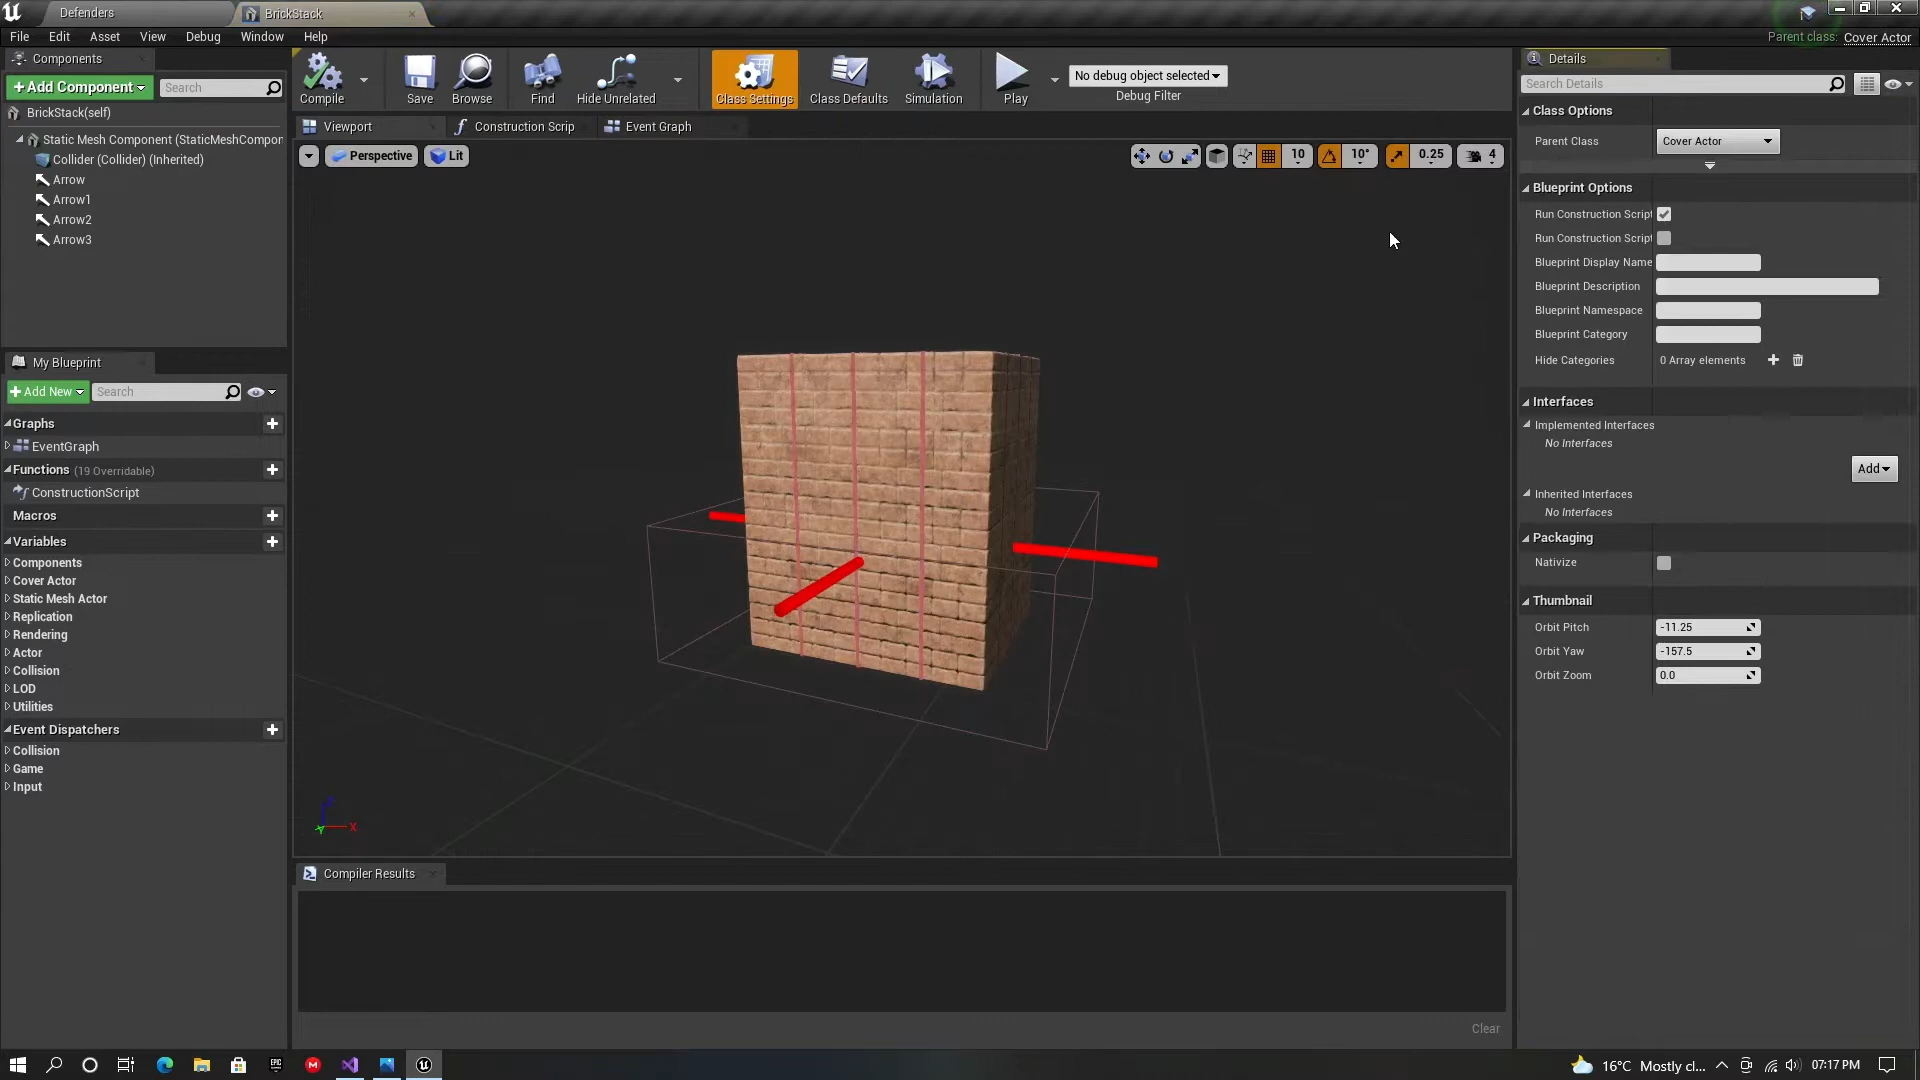 Defenders
BrickStack
File Edit Asset View Debug Window Help
Parent class: Cover Actor
Components
+Add Component
Search
BrickStack(self)
Static Mesh Component (StaticMeshCompor
Collider (Collider) (Inherited)
Arrow
Arrow1
Arrow2
Arrow3
My Blueprint
+Add New
Search
Graphs
EventGraph
Functions (19 Overridable)
ConstructionScript
Macros
Variables
Components
Cover Actor
Static Mesh Actor
Replication
Rendering
Actor
Collision
LOD
Utilities
Event Dispatchers
Collision
Game
Input
Compile
Save
Browse
Find
Hide Unrelated
Class Settings
Class Defaults
Simulation
Play
No debug object selected
Debug Filter
Viewport
Construction Scrip
Event Graph
Perspective
Lit
10
10°
0.25
4
Z
X
Y
Compiler Results
Clear
Details
Search Details
Class Options
Parent Class Cover Actor
Blueprint Options
Run Construction Script
Run Construction Script
Blueprint Display Name
Blueprint Description
Blueprint Namespace
Blueprint Category
Hide Categories 0 Array elements
Interfaces
Implemented Interfaces
No Interfaces
Add
Inherited Interfaces
No Interfaces
Packaging
Nativize
Thumbnail
Orbit Pitch -11.25
Orbit Yaw -157.5
Orbit Zoom 0.0
EPIC
M
16°C Mostly cl...
07:17 PM